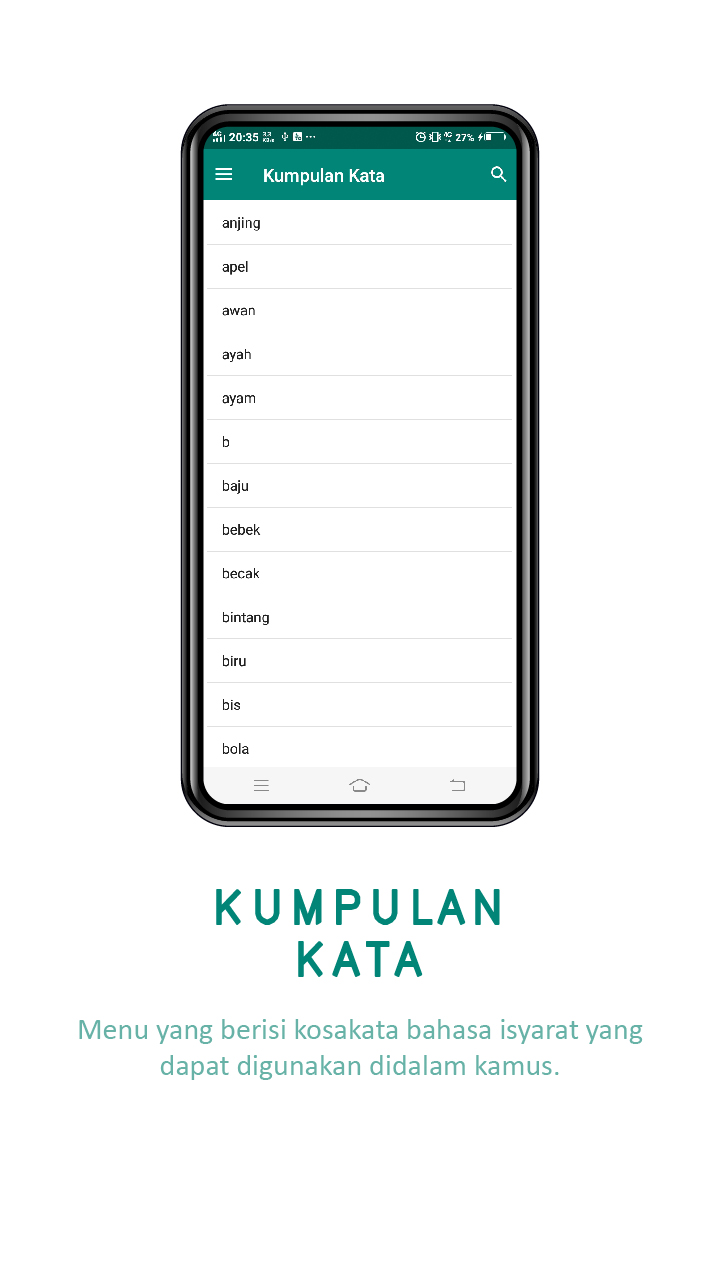 4G 20:35 ...
27%
Kumpulan Kata
anjing
apel
awan
ayah
ayam
b
baju
bebek
becak
bintang
biru
bis
bola
KUMPULAN
KATA
Menu yang berisi kosakata bahasa isyarat yang
dapat digunakan didalam kamus.